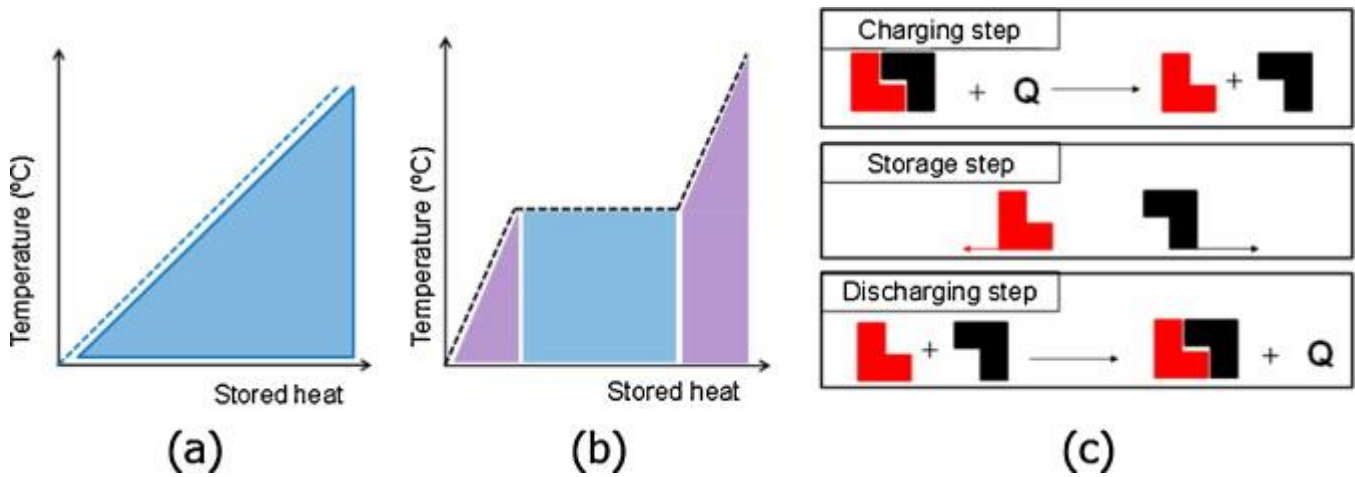 Temperature (ºC)
Stored heat
(a)
Temperature (ºC)
Stored heat
(b)
Charging step
+ Q
+
Storage step
Discharging step
+
+ Q
(c)